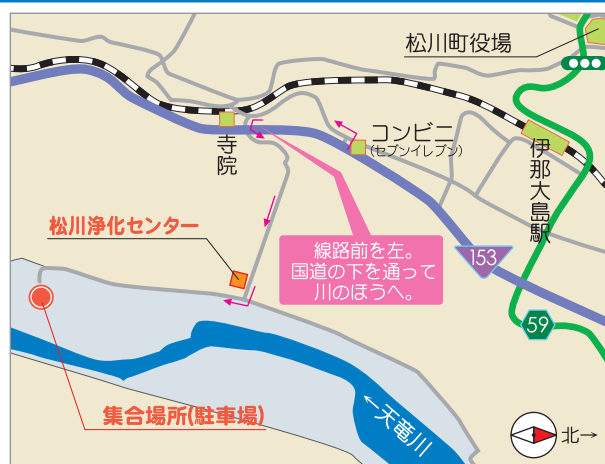 松川町役場
コンビニ
(セブンイレブン)
伊那大島駅
寺院
松川浄化センター
線路前を左。
国道の下を通って
川のほうへ。
153
59
集合場所(駐車場)
←天竜川
北→